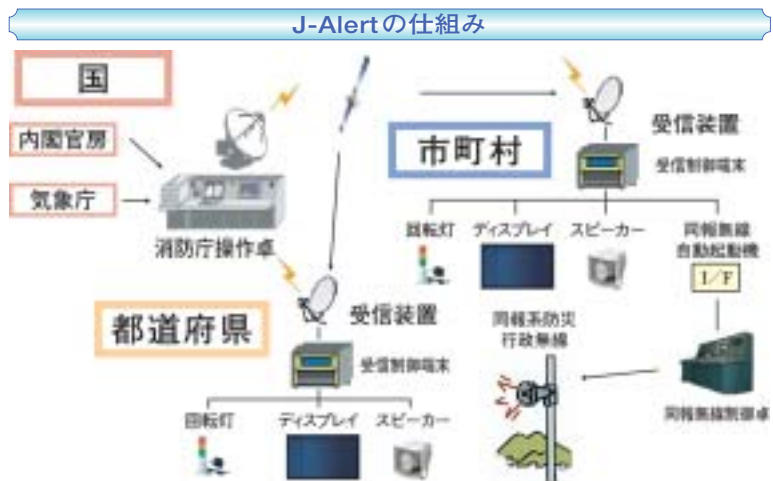 J-Alertの仕組み
国
内閣官房
気象庁
消防庁操作卓
市町村
受信装置
受信制御端末
回転灯
ディスプレイ
スピーカー
同報無線
自動起動機
I/F
同報系防災
行政無線
同報無線制御卓
都道府県
受信装置
受信制御端末
回転灯
ディスプレイ
スピーカー